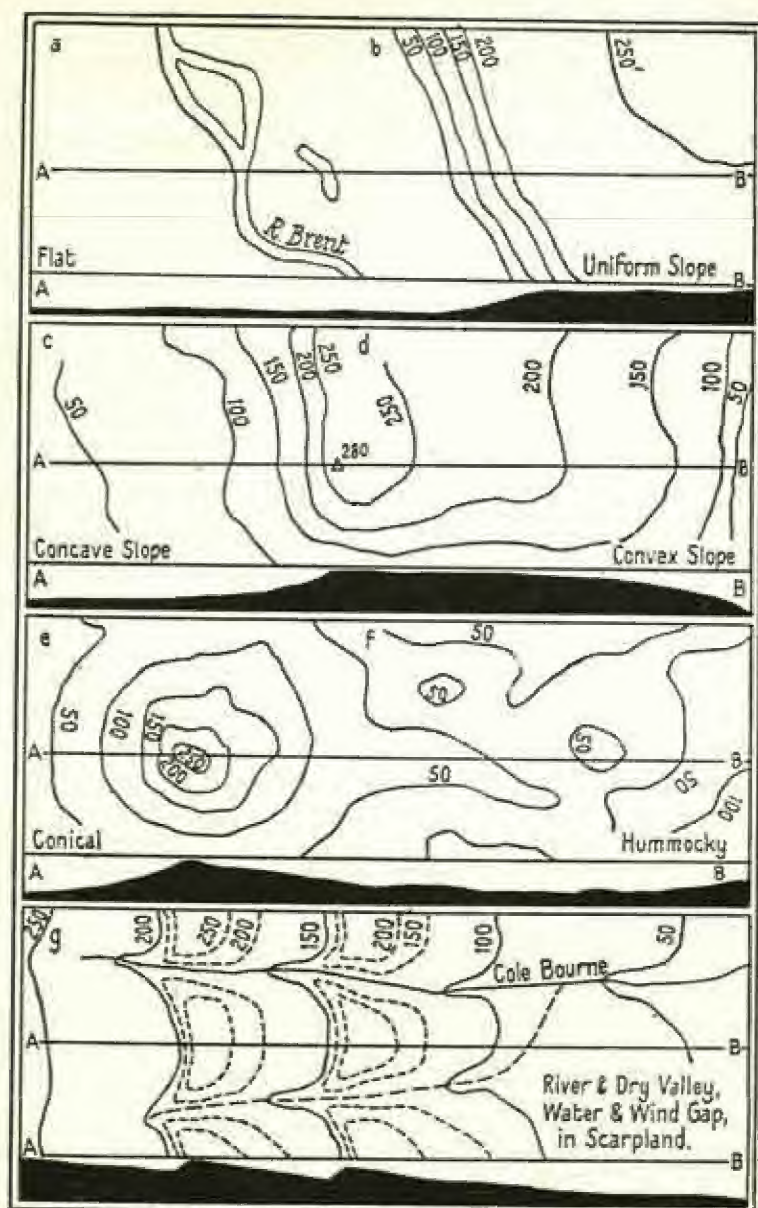 a b
50 100 150 200 250'
A B
R Brent
Flat Uniform Slope
A B
c d
50 100 150 200 250 250 200 150 100 50
A 280 B
Concave Slope Convex Slope
A B
e f 50
50 100 150 50
A 200 250 50 50 B
50 100
Conical Hummocky
A B
g
250 200 250 200 150 200 150 100 50
Cole Bourne
A B
River & Dry Valley,
Water & Wind Gap,
in Scarpland.
A B